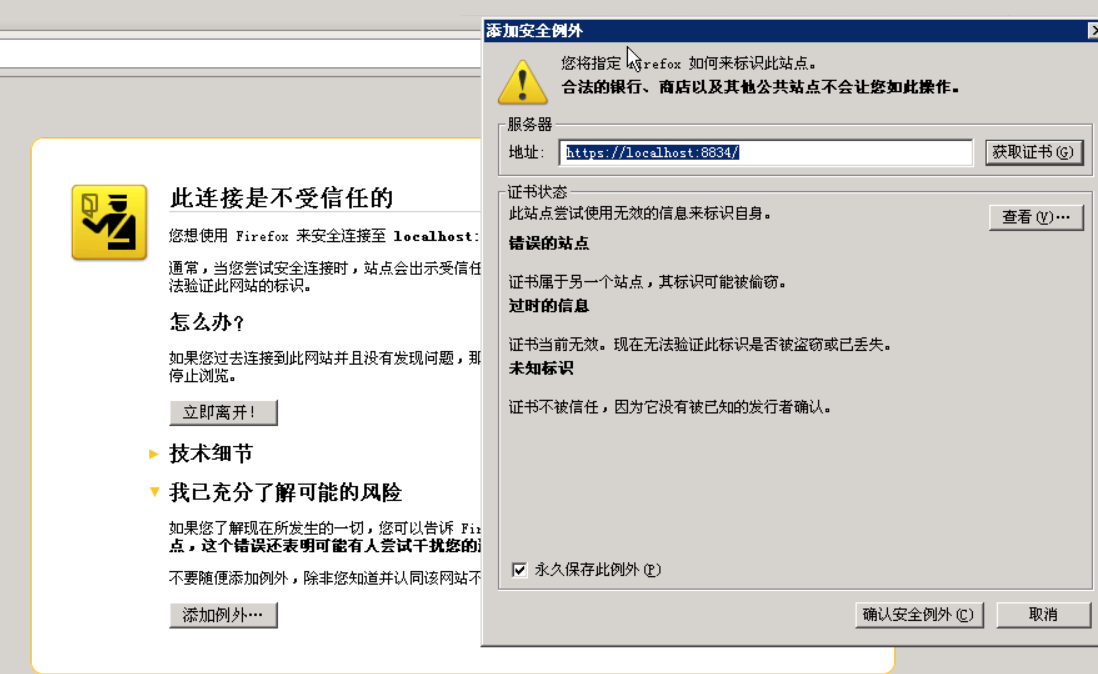 添加安全例外
您将指定 Firefox 如何来标识此站点。
合法的银行、商店以及其他公共站点不会让您如此操作。
服务器
地址: https://localhost:8834/ 获取证书(G)
证书状态
此站点尝试使用无效的信息来标识自身。
查看(V)…
错误的站点
证书属于另一个站点，其标识可能被偷窃。
过时的信息
证书当前无效。现在无法验证此标识是否被盗窃或已丢失。
未知标识
证书不被信任，因为它没有被已知的发行者确认。
永久保存此例外(P)
确认安全例外(C) 取消
此连接是不受信任的
您想使用 Firefox 来安全连接至 localhost:
通常，当您尝试安全连接时，站点会出示受信任
法验证此网站的标识。
怎么办?
如果您过去连接到此网站并且没有发现问题，那
停止浏览。
立即离开!
技术细节
我已充分了解可能的风险
如果您了解现在所发生的一切，您可以告诉 Fi
点，这个错误还表明可能有人尝试干扰您的
不要随便添加例外，除非您知道并认同该网站不
添加例外…